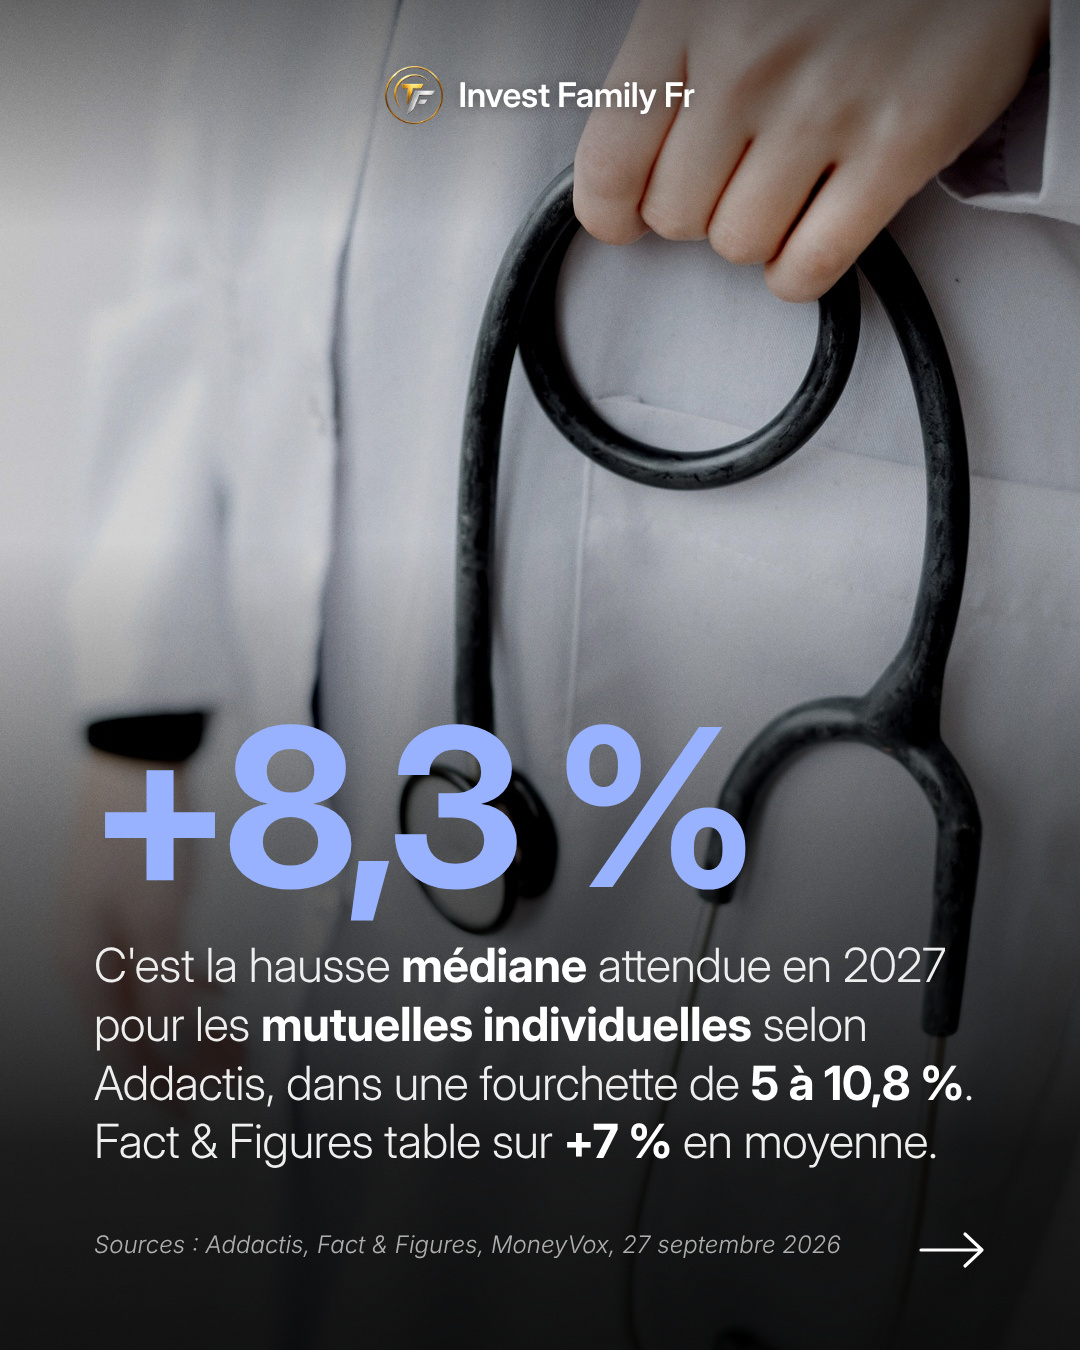 Invest Family Fr
+8,3 %
C'est la hausse médiane attendue en 2027
pour les mutuelles individuelles selon
Addactis, dans une fourchette de 5 à 10,8 %.
Fact & Figures table sur +7 % en moyenne.
Sources : Addactis, Fact & Figures, MoneyVox, 27 septembre 2026